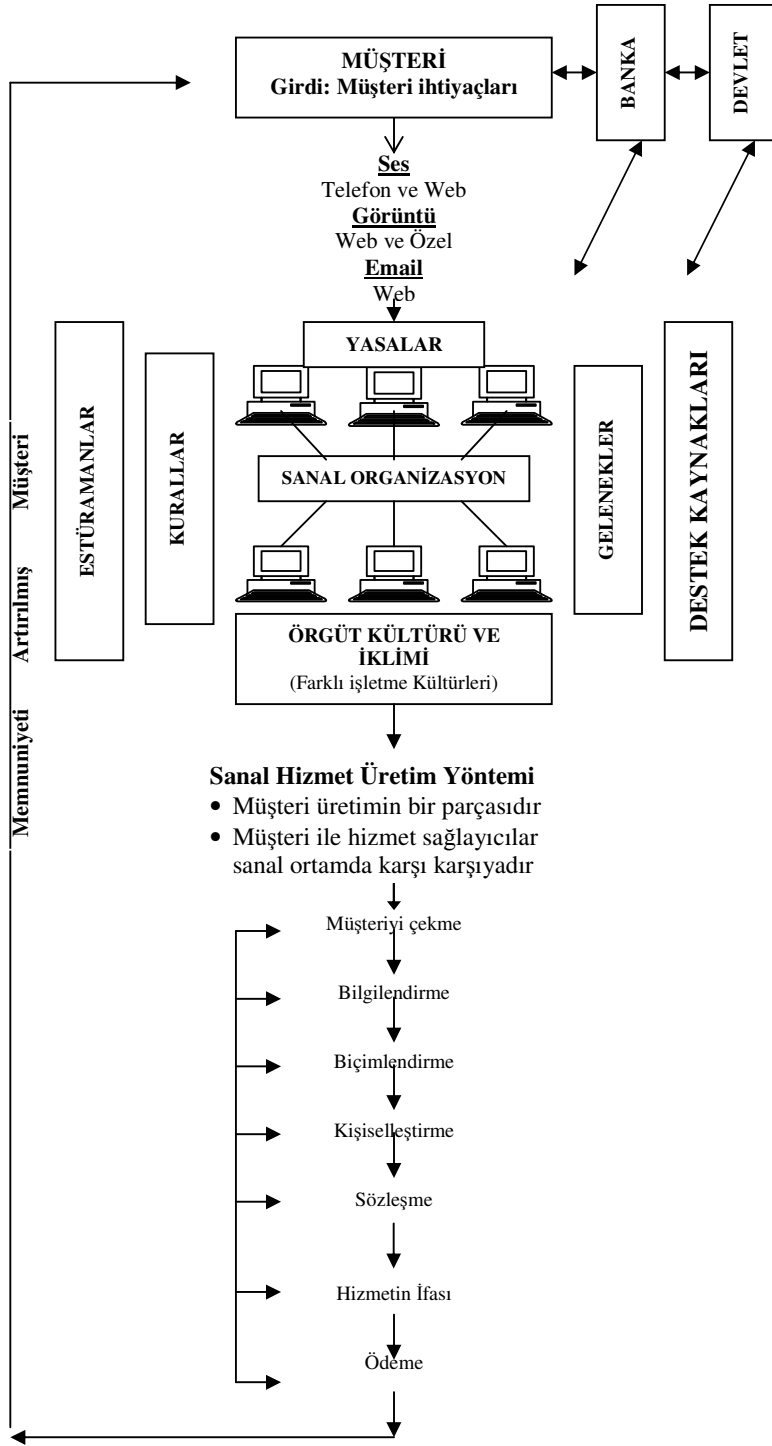 MÜŞTERİ
Girdi: Müşteri ihtiyaçları
BANKA
DEVLET
Ses
Telefon ve Web
Görüntü
Web ve Özel
Email
Web
YASALAR
ESTÜRAMANLAR
KURALLAR
SANAL ORGANİZASYON
GELENEKLER
DESTEK KAYNAKLARI
ÖRGÜT KÜLTÜRÜ VE
İKLİMİ
(Farklı işletme Kültürleri)
Memnuniyeti Artırılmış Müşteri
Sanal Hizmet Üretim Yöntemi
• Müşteri üretimin bir parçasıdır
• Müşteri ile hizmet sağlayıcılar
sanal ortamda karşı karşıyadır
Müşteriyi çekme
Bilgilendirme
Biçimlendirme
Kişiselleştirme
Sözleşme
Hizmetin İfası
Ödeme